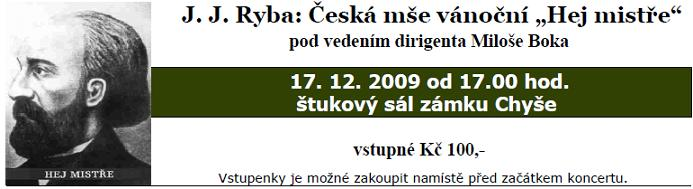 J. J. Ryba: Česká mše vánoční „Hej mistře“
pod vedením dirigenta Miloše Boka
17. 12. 2009 od 17.00 hod.
štukový sál zámku Chyše
vstupné Kč 100,-
Vstupenky je možné zakoupit namístě před začátkem koncertu.
HEJ MISTŘE